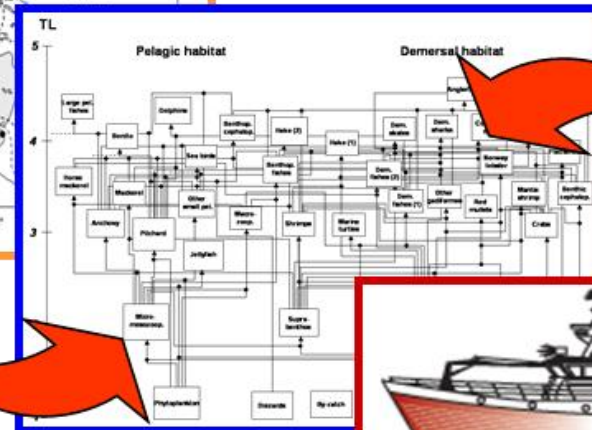 TL
Pelagic habitat
Demersal habitat
5
Large pel. fishes
Dolphins
Bonito
Benthop. cephalop.
Hake (2)
Hake (1)
Dem. skates
Dem. sharks
4
Sea birds
Norway lobster
Horse mackerel
Mackerel
Benthop. fishes
Dem. fishes (2)
Other small pel.
Dem. fishes (1)
Other gadiformes
Red mullets
Mantis shrimp
Benthic cephalop.
Anchovy
Pilchard
Macro-zoop.
Shrimps
Marine turtles
Crabs
3
Jellyfish
Micro-mesozoop.
Supra-benthos
Phytoplankton
Discards
By-catch